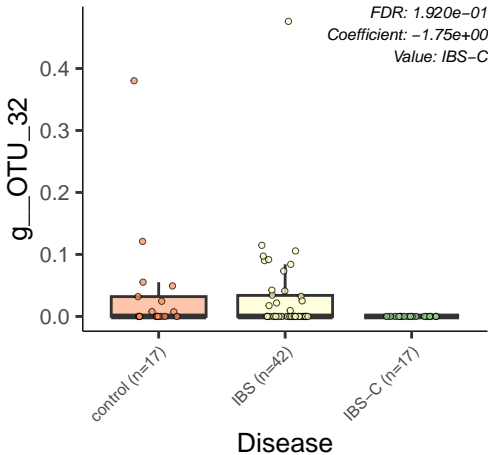 FDR: 1.920e−01
Coefficient: −1.75e+00
Value: IBS−C
g__OTU_32
0.4
0.3
0.2
0.1
0.0
control (n=17)
IBS (n=42)
IBS−C (n=17)
Disease